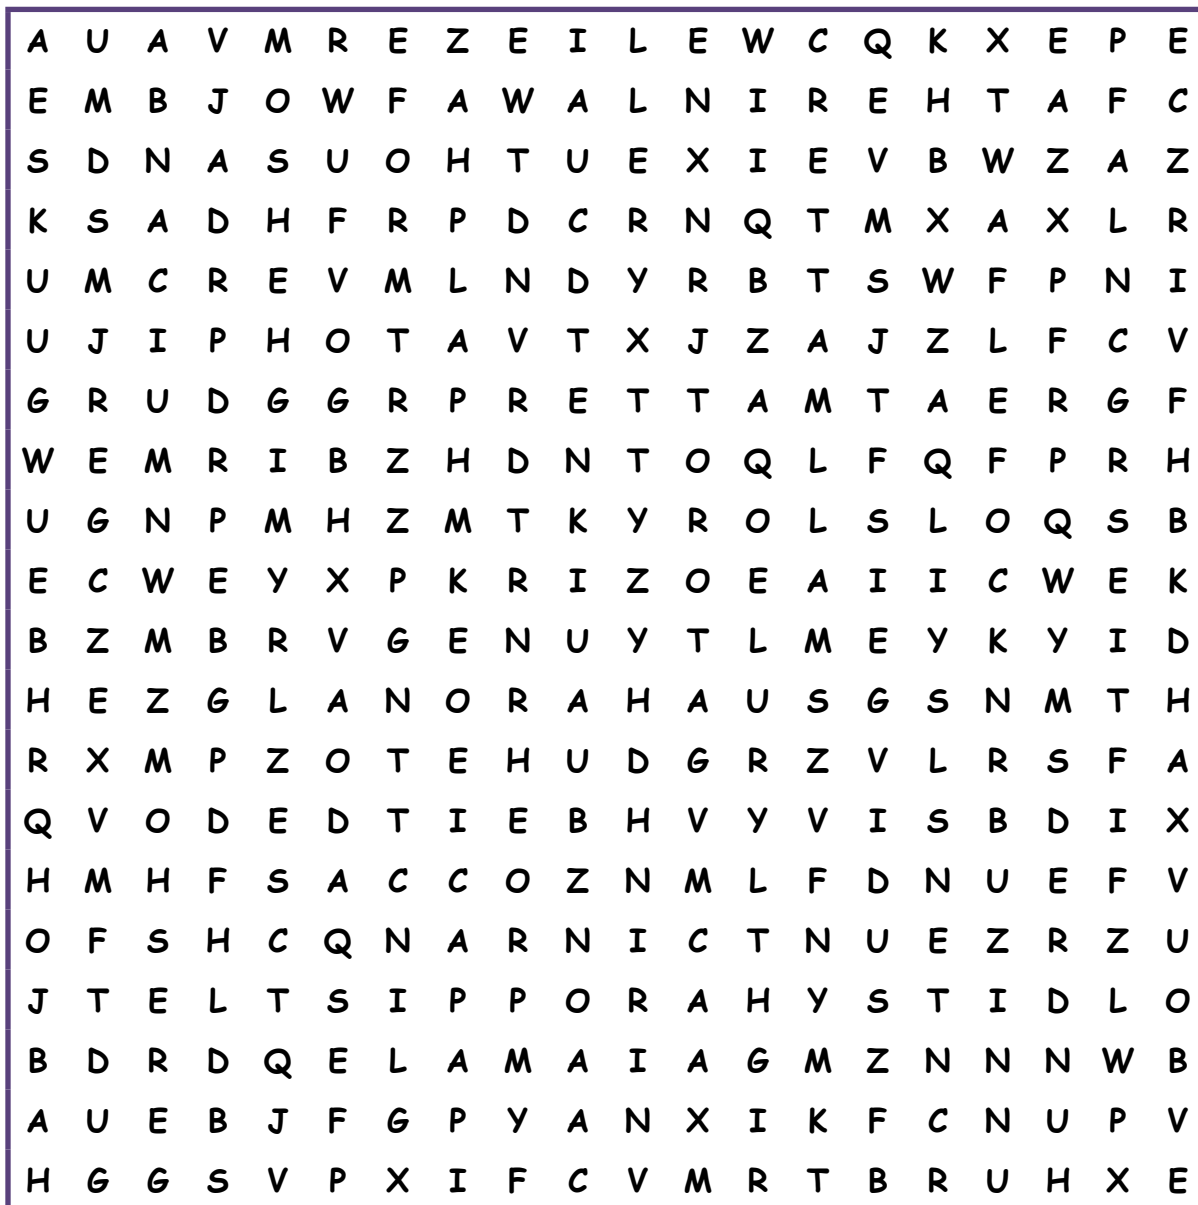 A U A V M R E Z E I L E W C Q K X E P E
E M B J O W F A W A L N I R E H T A F C
S D N A S U O H T U E X I E V B W Z A Z
K S A D H F R P D C R N Q T M X A X L R
U M C R E V M L N D Y R B T S W F P N I
U J I P H O T A V T X J Z A J Z L F C V
G R U D G G R P R E T T A M T A E R G F
W E M R I B Z H D N T O Q L F Q F P R H
U G N P M H Z M T K Y R O L S L O Q S B
E C W E Y X P K R I Z O E A I I C W E K
B Z M B R V G E N U Y T L M E Y K Y I D
H E Z G L A N O R A H A U S G S N M T H
R X M P Z O T E H U D G R Z V L R S F A
Q V O D E D T I E B H V Y V I S B D I X
H M H F S A C C O Z N M L F D N U E F V
O F S H C Q N A R N I C T N U E Z R Z U
J T E L T S I P P O R A H Y S T I D L O
B D R D Q E L A M A I A G M Z N N N W B
A U E B J F G P Y A N X I K F C N U P V
H G G S V P X I F C V M R T B R U H X E